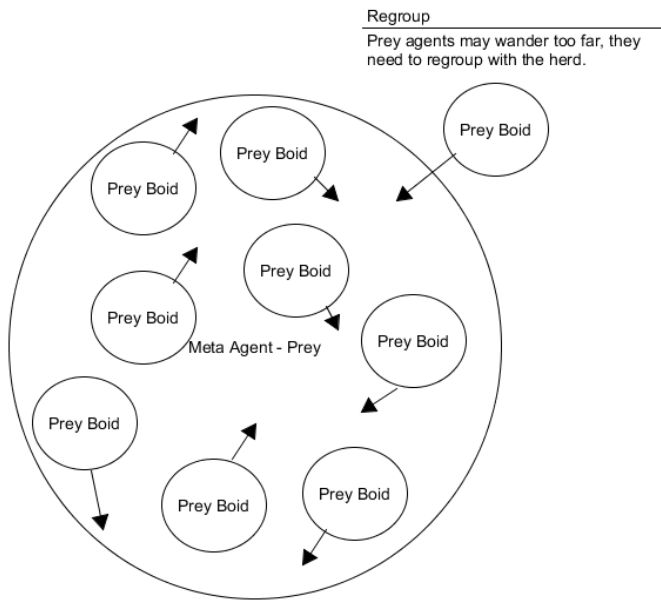 Regroup
Prey agents may wander too far, they
need to regroup with the herd.
Prey Boid
Prey Boid
Prey Boid
Prey Boid
Prey Boid
Prey Boid
Meta Agent - Prey
Prey Boid
Prey Boid
Prey Boid